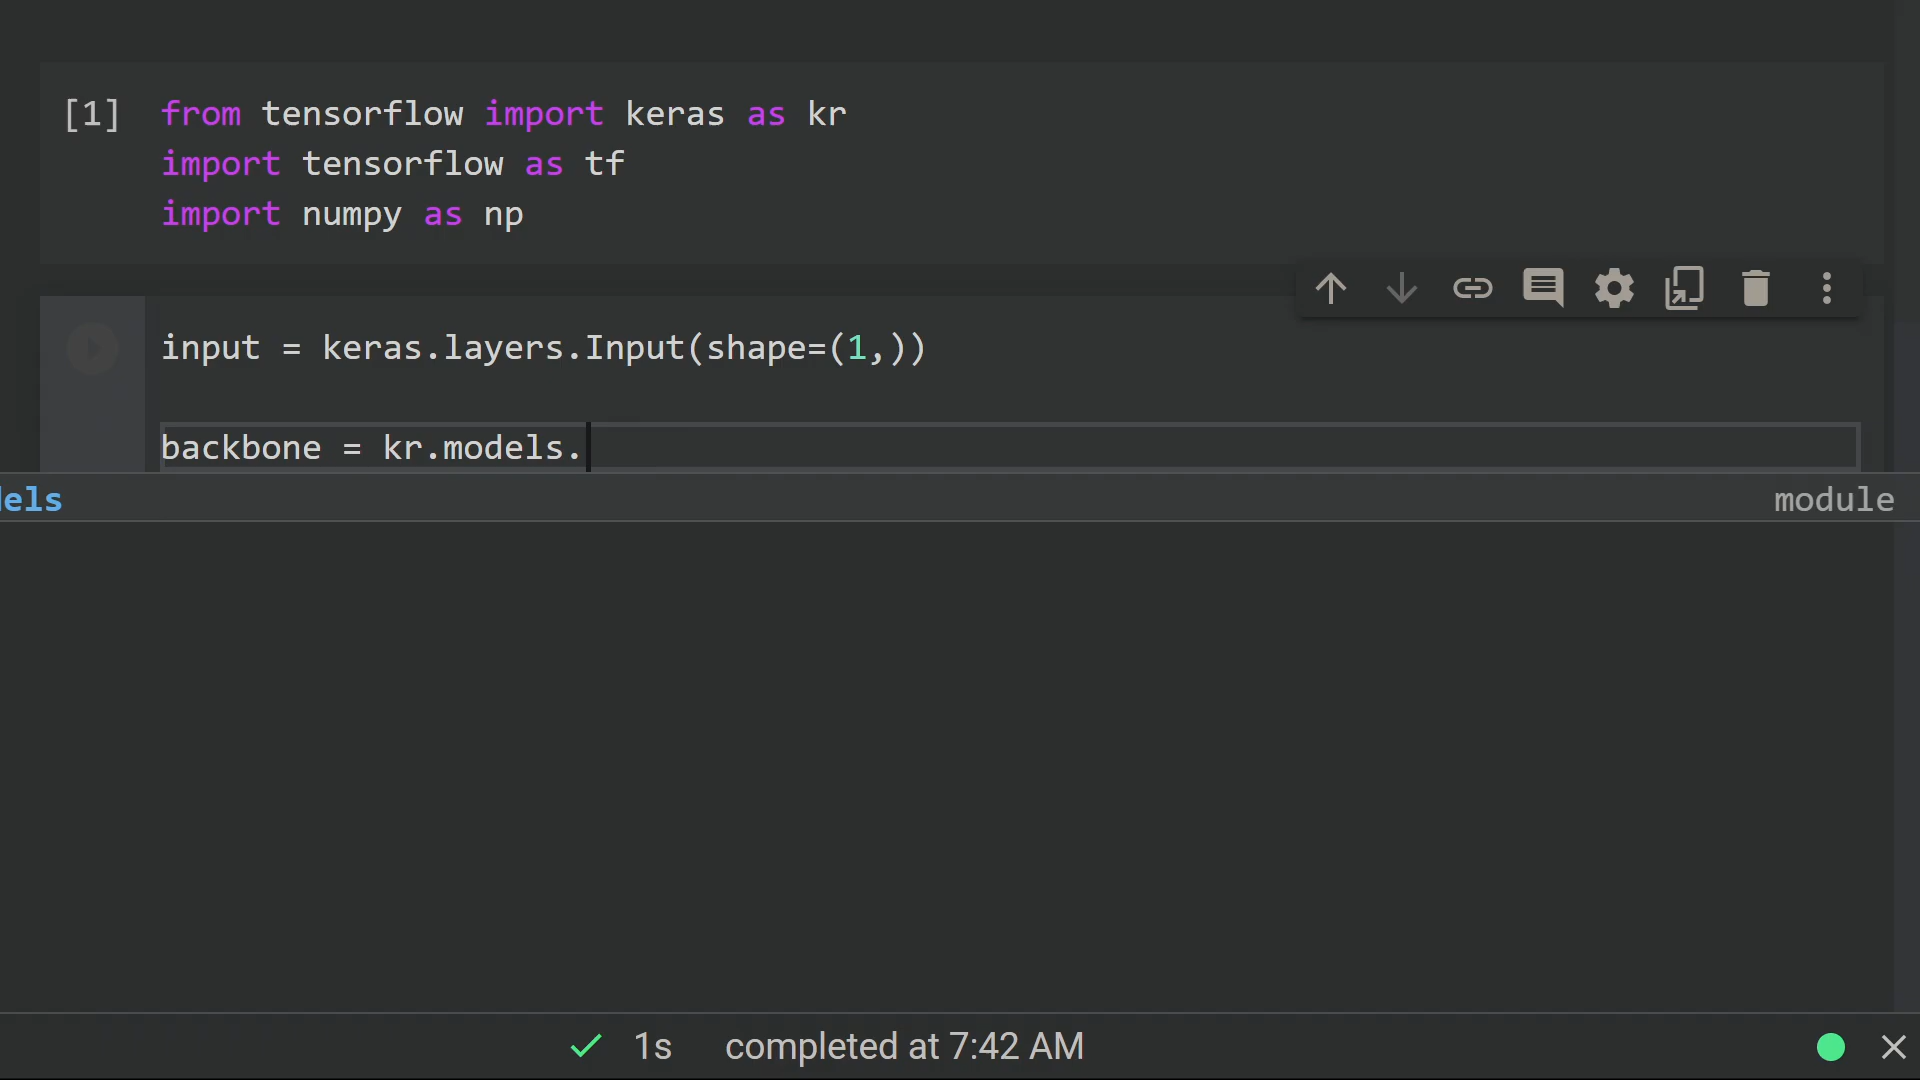 [1] from tensorflow import keras as kr
import tensorflow as tf
import numpy as np
input = keras.layers.Input(shape=(1,))
backbone = kr.models.
dels module
1s completed at 7:42 AM